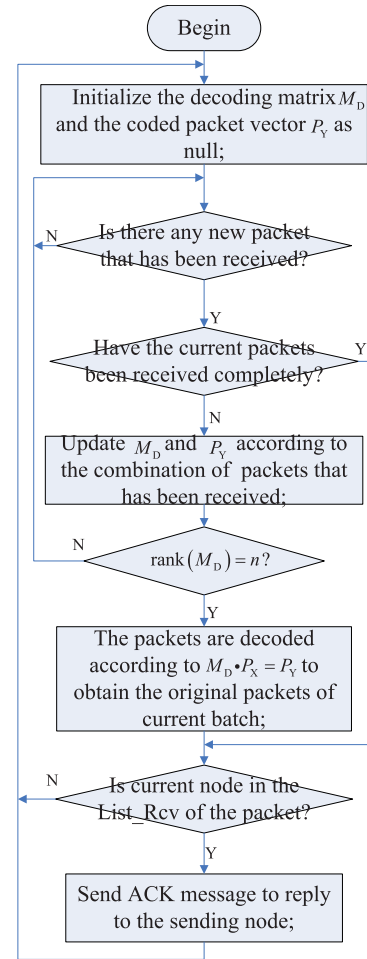 Begin
Initialize the decoding matrix M_D
and the coded packet vector P_Y as
null;
Is there any new packet
that has been received?
N
Y
Have the current packets
been received completely?
Y
N
Update M_D and P_Y according to
the combination of packets that
has been received;
N
rank(M_D)=n?
Y
The packets are decoded
according to M_D•P_X = P_Y to
obtain the original packets of
current batch;
N
Is current node in the
List_Rcv of the packet?
Y
Send ACK message to reply
to the sending node;